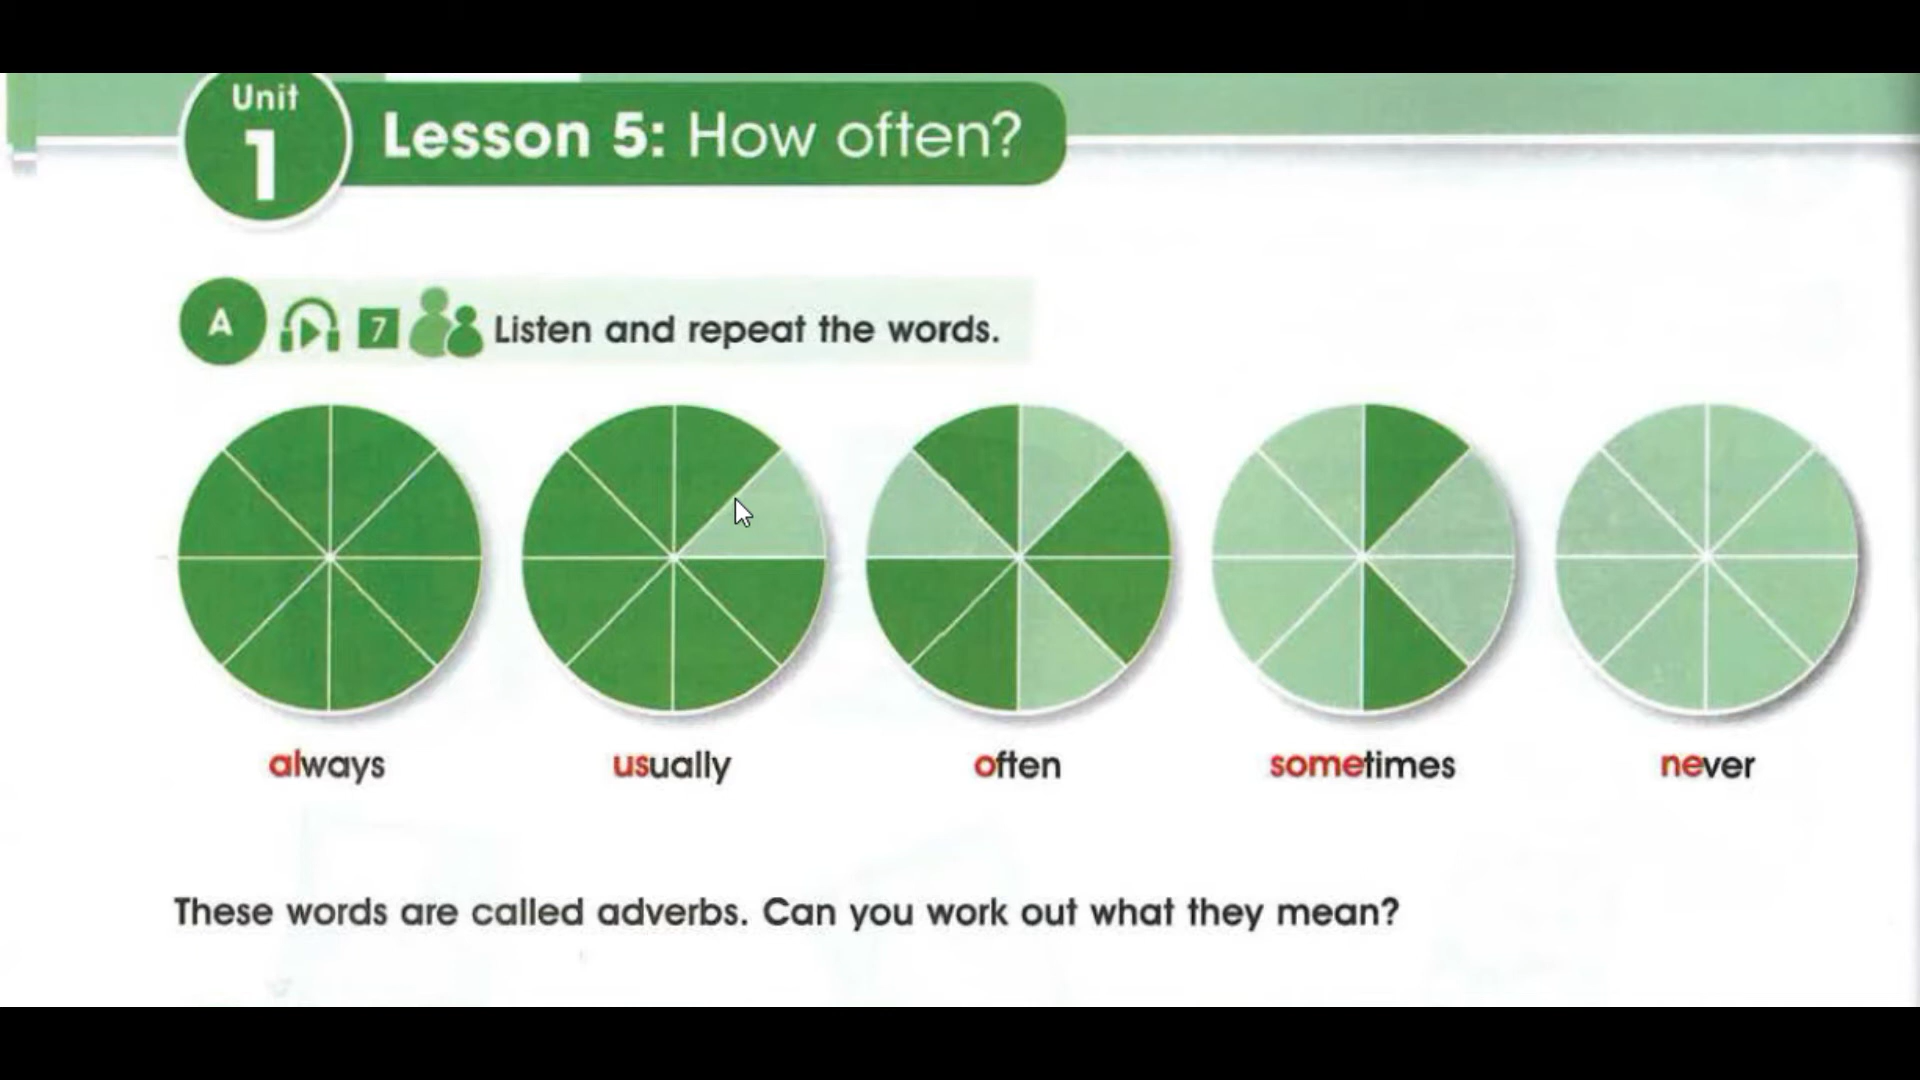 Unit
1
Lesson 5: How often?
A 7 Listen and repeat the words.
always usually often sometimes never
These words are called adverbs. Can you work out what they mean?